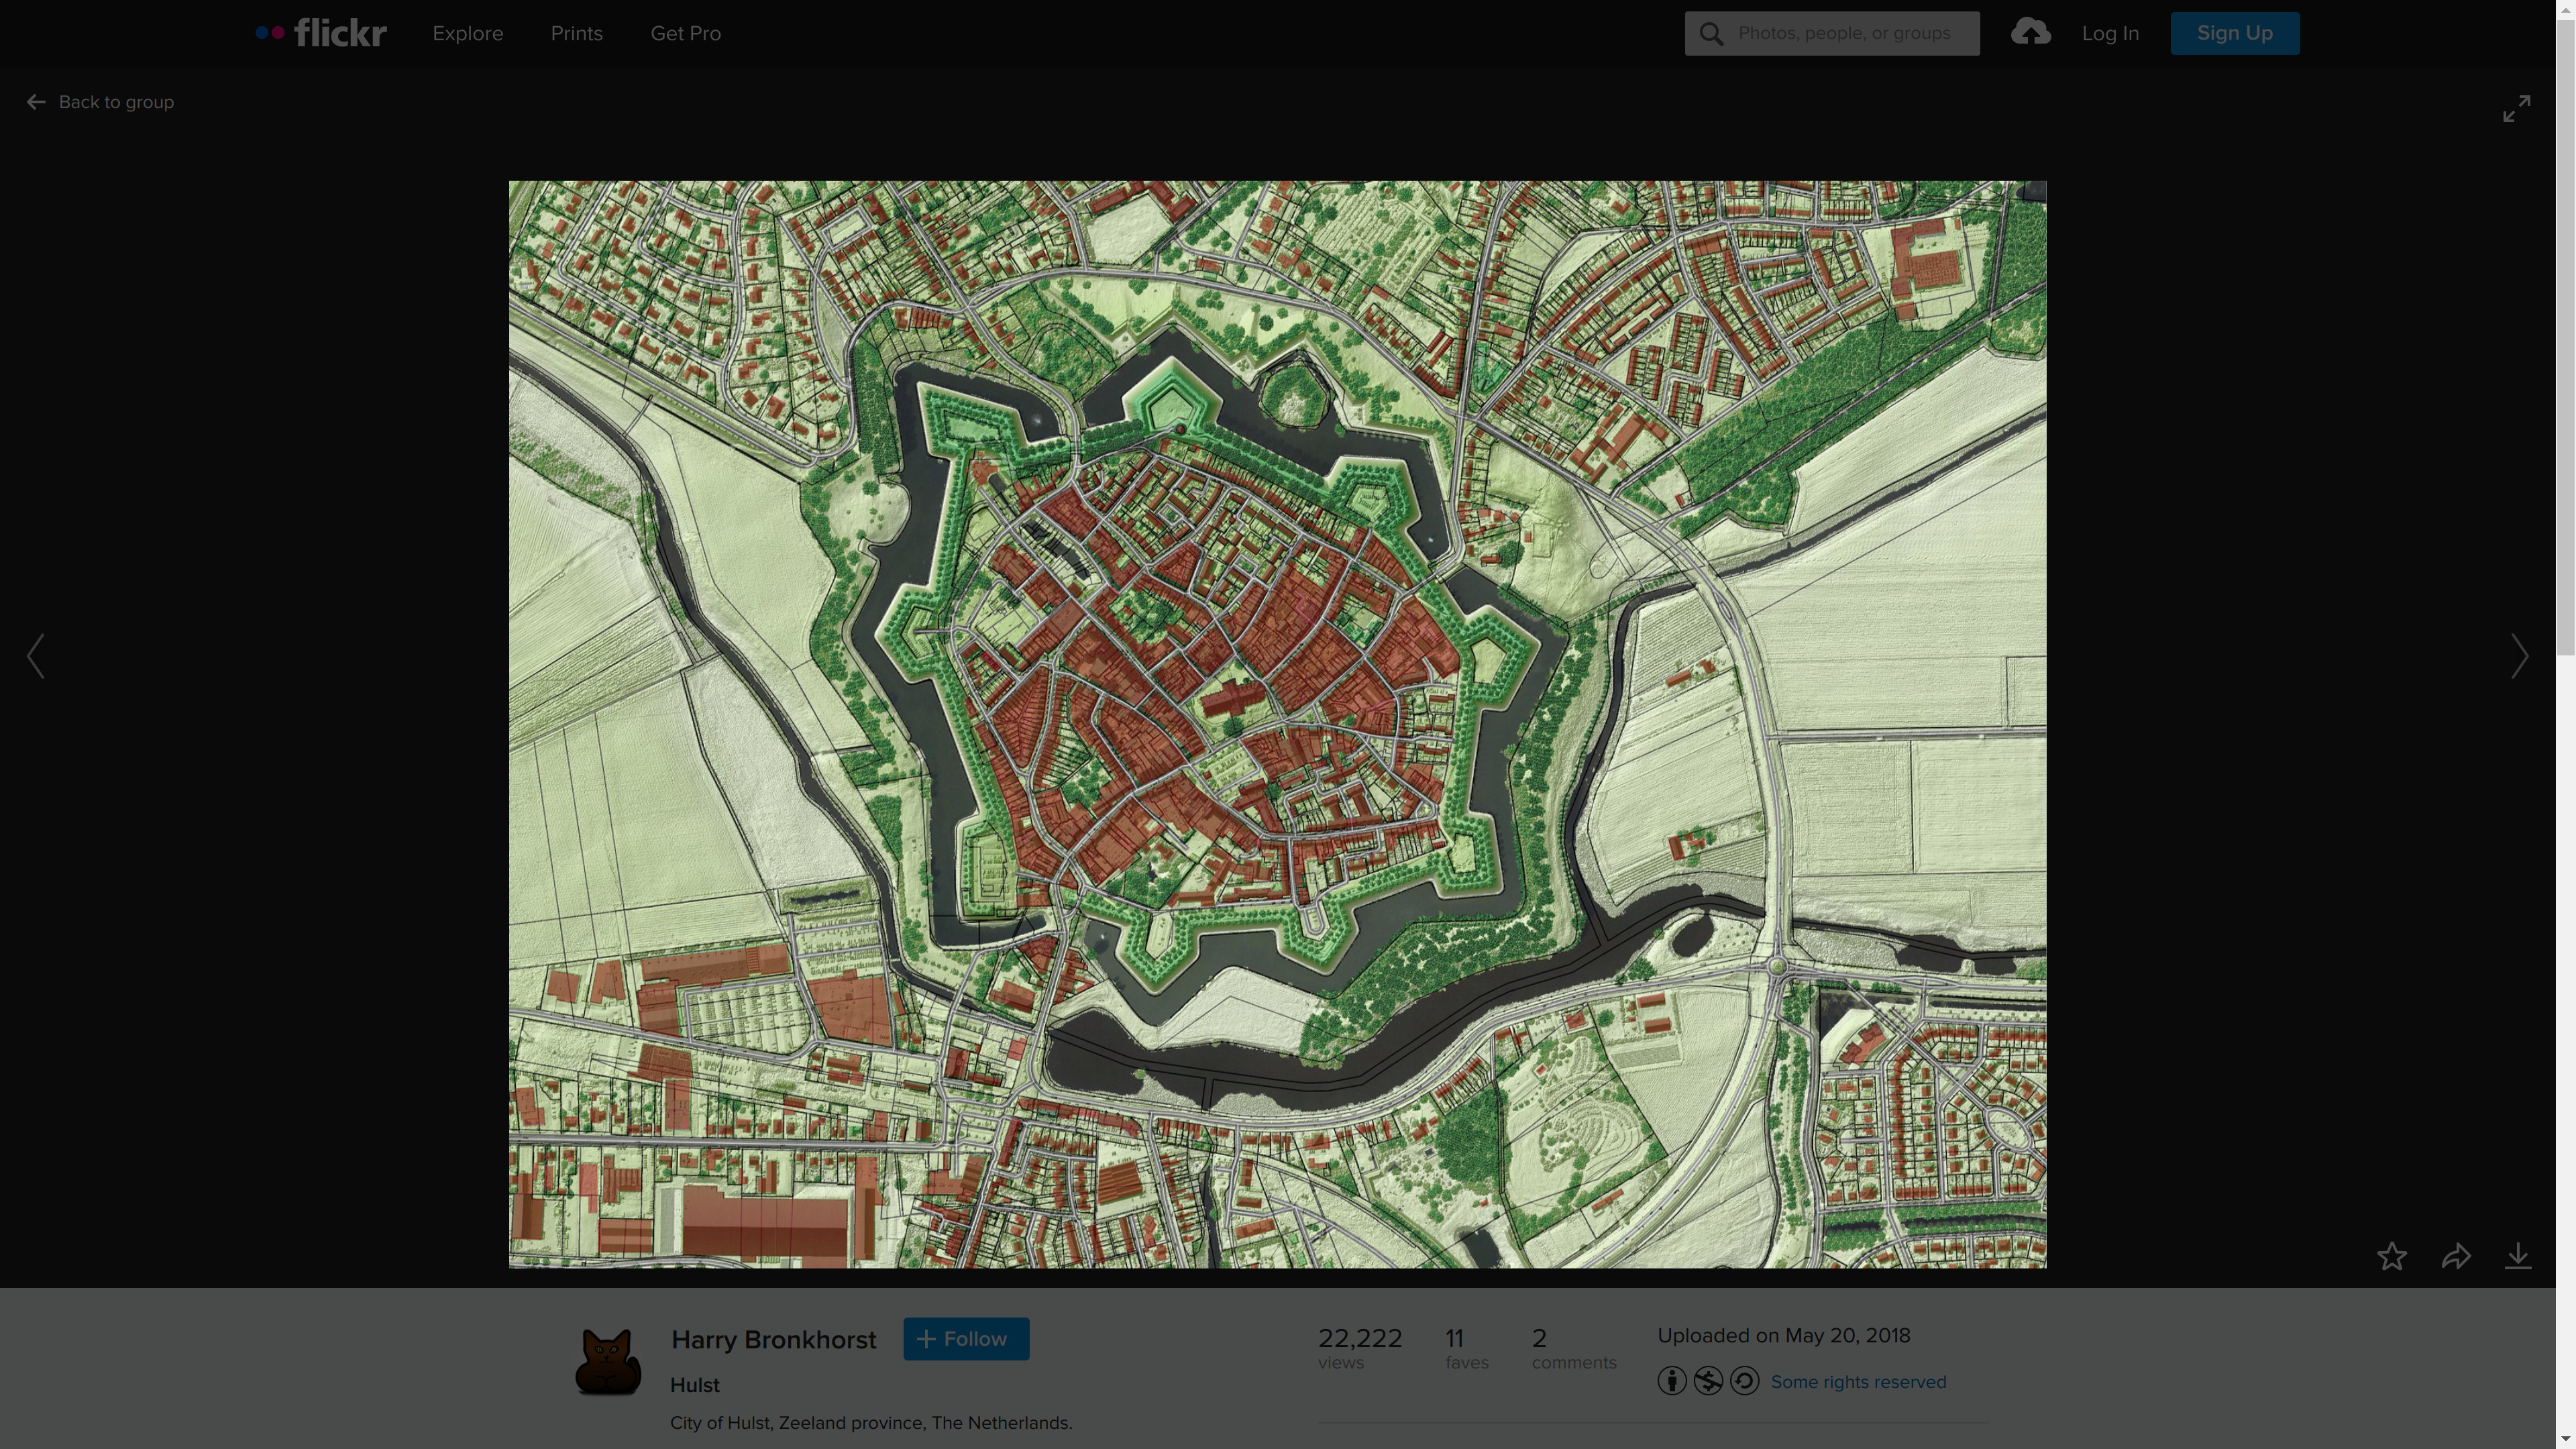 flickr
Explore
Prints
Get Pro
Photos, people, or groups
Log In
Sign Up
Back to group
Harry Bronkhorst
+ Follow
Hulst
City of Hulst, Zeeland province, The Netherlands.
22,222
views
11
faves
2
comments
Uploaded on May 20, 2018
Some rights reserved